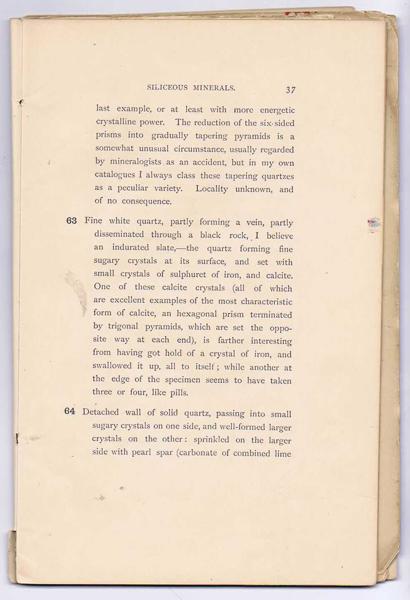 SILICEOUS MINERALS. 37
last example, or at least with more energetic
crystalline power. The reduction of the six-sided
prisms into gradually tapering pyramids is a
somewhat unusual circumstance, usually regarded
by mineralogists as an accident, but in my own
catalogues I always class these tapering quartzes
as a peculiar variety. Locality unknown, and
of no consequence.
63 Fine white quartz, partly forming a vein, partly
disseminated through a black rock, I believe
an indurated slate,—the quartz forming fine
sugary crystals at its surface, and set with
small crystals of sulphuret of iron, and calcite.
One of these calcite crystals (all of which
are excellent examples of the most characteristic
form of calcite, an hexagonal prism terminated
by trigonal pyramids, which are set the oppo-
site way at each end), is farther interesting
from having got hold of a crystal of iron, and
swallowed it up, all to itself; while another at
the edge of the specimen seems to have taken
three or four, like pills.
64 Detached wall of solid quartz, passing into small
sugary crystals on one side, and well-formed larger
crystals on the other: sprinkled on the larger
side with pearl spar (carbonate of combined lime